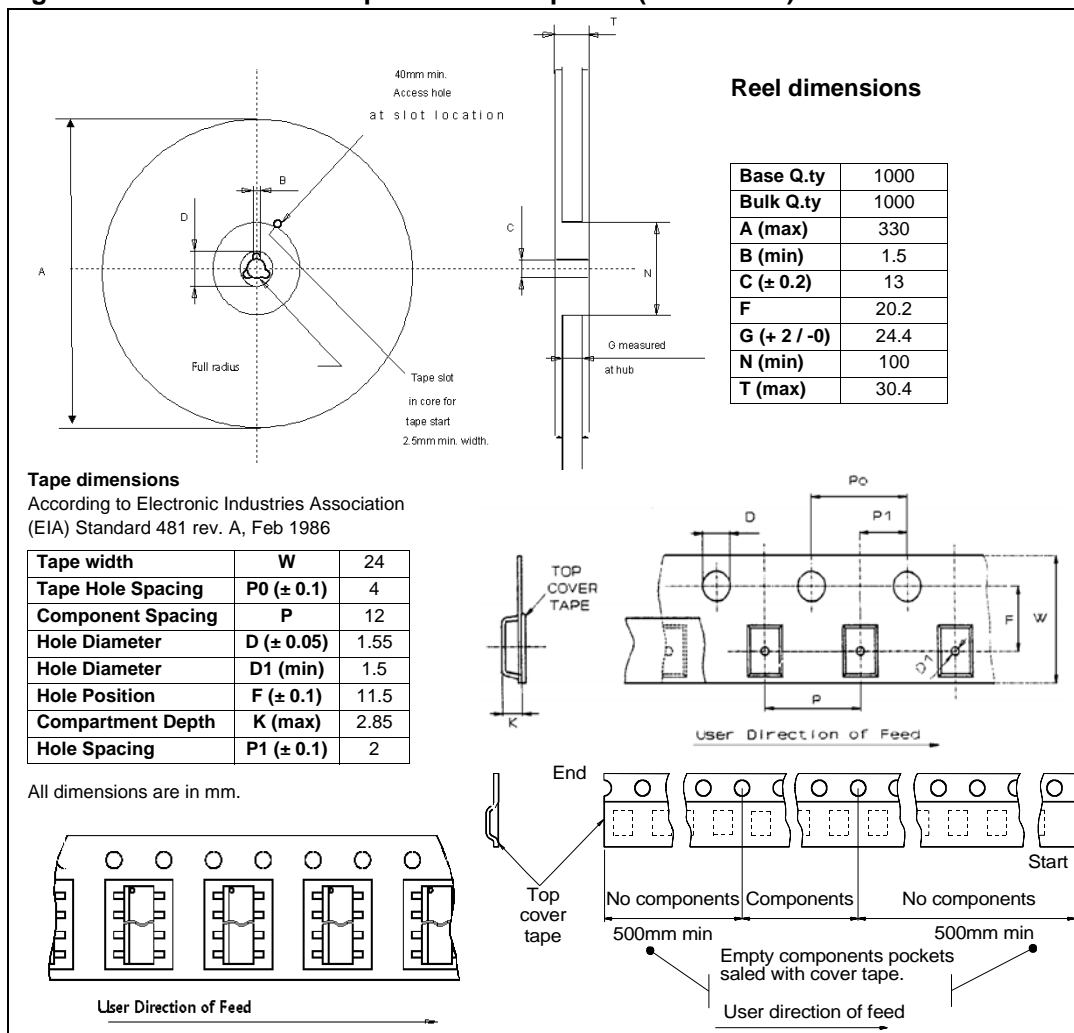 T
40mm min.
Access hole
at slot location
B
D
C
A
N
G measured
at hub
Full radius
Tape slot
in core for
tape start
2.5mm min. width.
Reel dimensions
Base Q.ty 1000
Bulk Q.ty 1000
A (max) 330
B (min) 1.5
C (± 0.2) 13
F 20.2
G (+ 2 / -0) 24.4
N (min) 100
T (max) 30.4
Tape dimensions
According to Electronic Industries Association
(EIA) Standard 481 rev. A, Feb 1986
Tape width W 24
Tape Hole Spacing P0 (± 0.1) 4
Component Spacing P 12
Hole Diameter D (± 0.05) 1.55
Hole Diameter D1 (min) 1.5
Hole Position F (± 0.1) 11.5
Compartment Depth K (max) 2.85
Hole Spacing P1 (± 0.1) 2
All dimensions are in mm.
Po
D
P1
TOP
COVER
TAPE
F
W
D1
P
K
User Direction of Feed
End
Start
Top
cover
tape
No components
Components
No components
500mm min
500mm min
Empty components pockets
saled with cover tape.
User direction of feed
User Direction of Feed